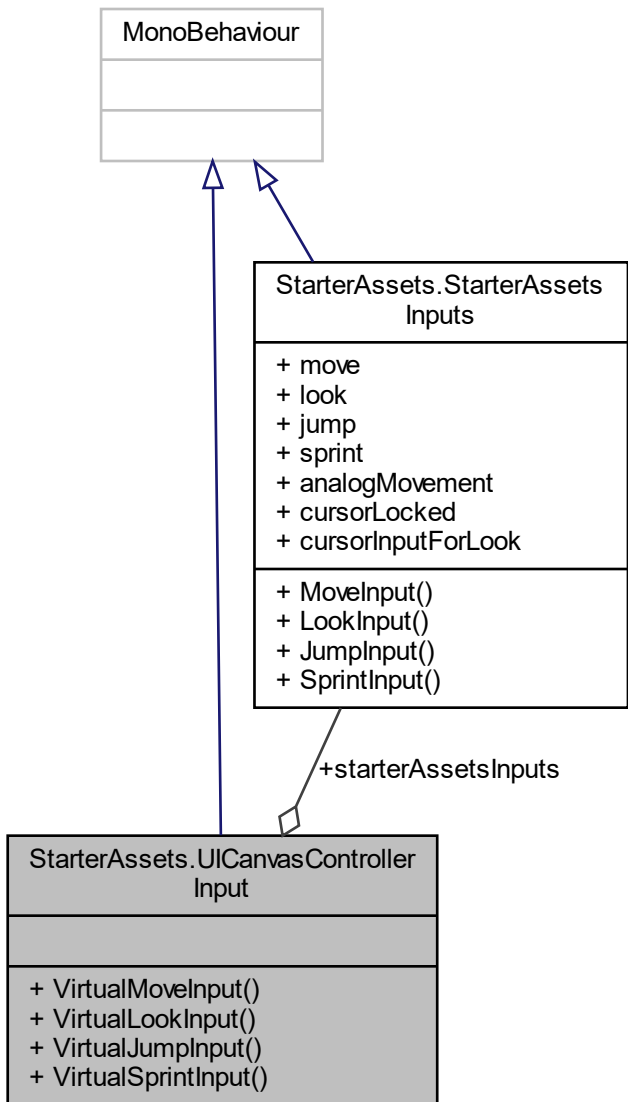 MonoBehaviour
StarterAssets.StarterAssets
Inputs
+ move
+ look
+ jump
+ sprint
+ analogMovement
+ cursorLocked
+ cursorInputForLook
+ MoveInput()
+ LookInput()
+ JumpInput()
+ SprintInput()
+starterAssetsInputs
StarterAssets.UICanvasController
Input
+ VirtualMoveInput()
+ VirtualLookInput()
+ VirtualJumpInput()
+ VirtualSprintInput()